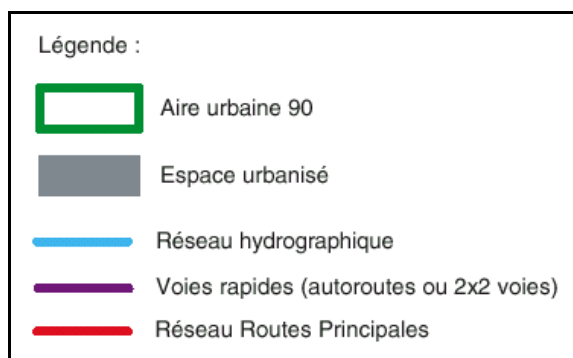 Légende :
Aire urbaine 90
Espace urbanisé
Réseau hydrographique
Voies rapides (autoroutes ou 2x2 voies)
Réseau Routes Principales